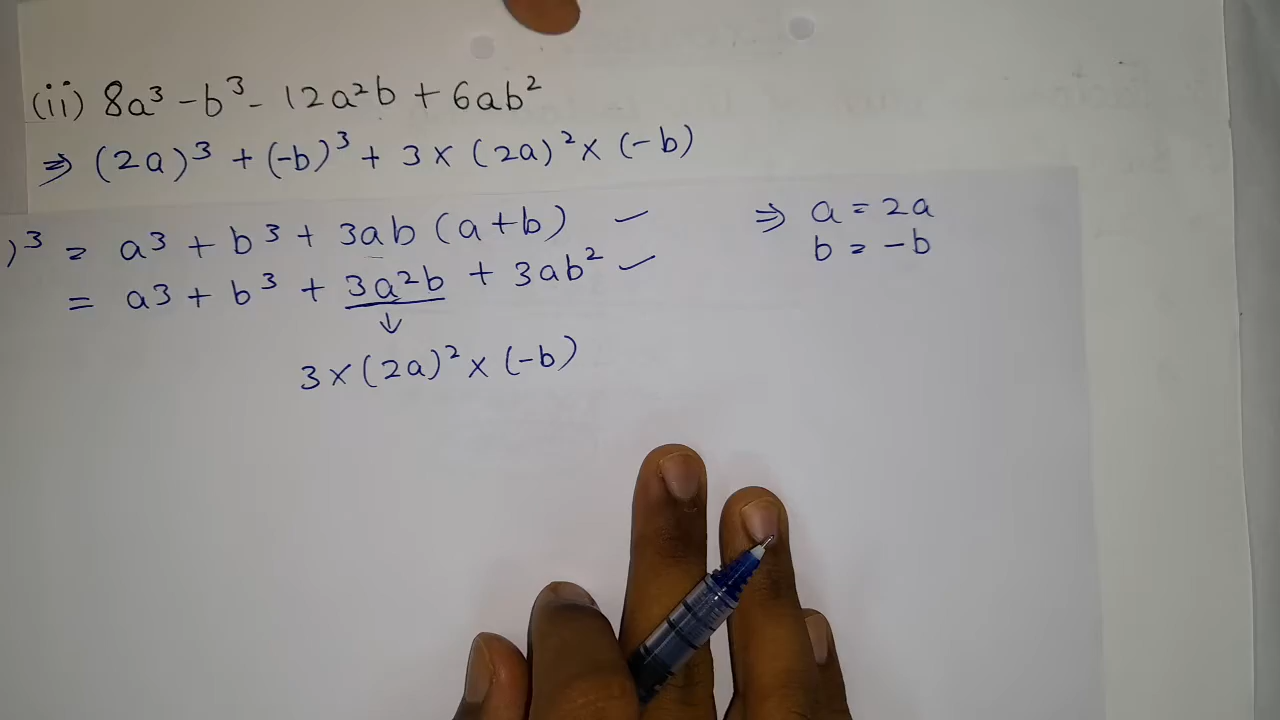 (ii) 8a³ - b³ - 12a²b + 6ab²
⇒ (2a)³ + (-b)³ + 3 × (2a)² × (-b)
)³ = a³ + b³ + 3ab (a+b)
⇒ a = 2a
b = -b
= a3 + b³ + 3a²b + 3ab²
↓
3 × (2a)² × (-b)